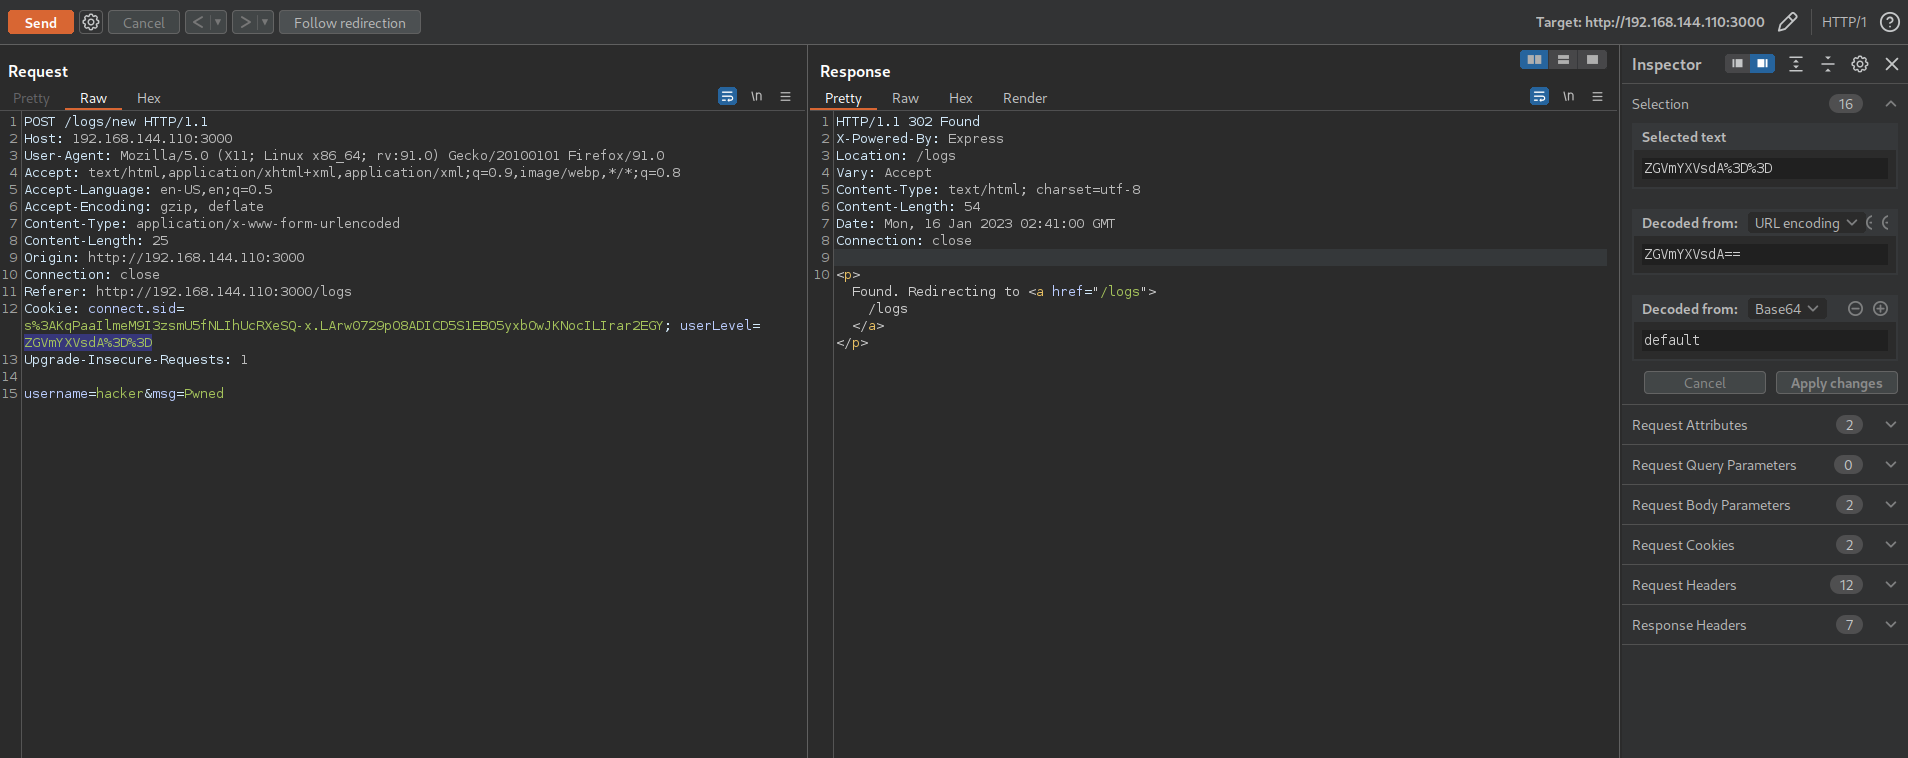 Send
Cancel
< ▾
> ▾
Follow redirection
Target: http://192.168.144.110:3000
HTTP/1
?
Request
Pretty Raw Hex
\n
1 POST /logs/new HTTP/1.1
2 Host: 192.168.144.110:3000
3 User-Agent: Mozilla/5.0 (X11; Linux x86_64; rv:91.0) Gecko/20100101 Firefox/91.0
4 Accept: text/html,application/xhtml+xml,application/xml;q=0.9,image/webp,*/*;q=0.8
5 Accept-Language: en-US,en;q=0.5
6 Accept-Encoding: gzip, deflate
7 Content-Type: application/x-www-form-urlencoded
8 Content-Length: 25
9 Origin: http://192.168.144.110:3000
10 Connection: close
11 Referer: http://192.168.144.110:3000/logs
12 Cookie: connect.sid=
s%3AKqPaaIlmeM9I3zsmU5fNLIhUcRXeSQ-x.LArw0729pO8ADICD5S1EBO5yxbOwJKNocILIrar2EGY; userLevel=
ZGVmYXVsdA%3D%3D
13 Upgrade-Insecure-Requests: 1
14
15 username=hacker&msg=Pwned
Response
Pretty Raw Hex Render
\n
1 HTTP/1.1 302 Found
2 X-Powered-By: Express
3 Location: /logs
4 Vary: Accept
5 Content-Type: text/html; charset=utf-8
6 Content-Length: 54
7 Date: Mon, 16 Jan 2023 02:41:00 GMT
8 Connection: close
9
10 <p>
Found. Redirecting to <a href="/logs">
/logs
</a>
</p>
Inspector
Selection 16
Selected text
ZGVmYXVsdA%3D%3D
Decoded from: URL encoding
ZGVmYXVsdA==
Decoded from: Base64
default
Cancel
Apply changes
Request Attributes 2
Request Query Parameters 0
Request Body Parameters 2
Request Cookies 2
Request Headers 12
Response Headers 7